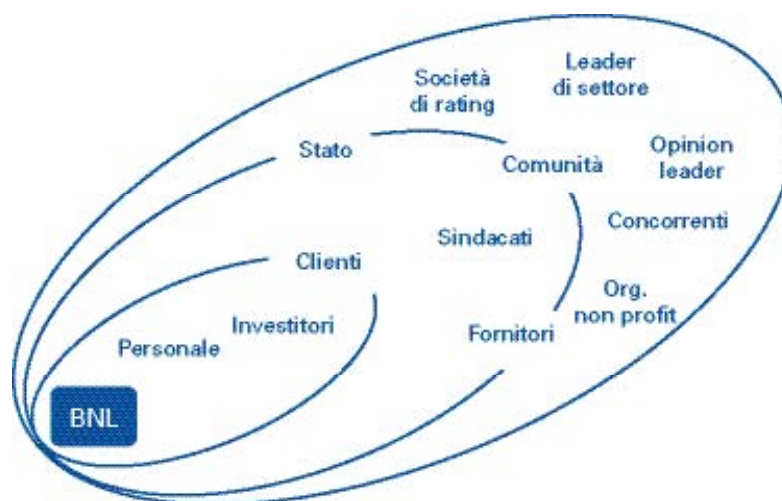 Leader
di settore
Società
di rating
Stato
Comunità
Opinion
leader
Concorrenti
Sindacati
Clienti
Org.
non profit
Investitori
Fornitori
Personale
BNL